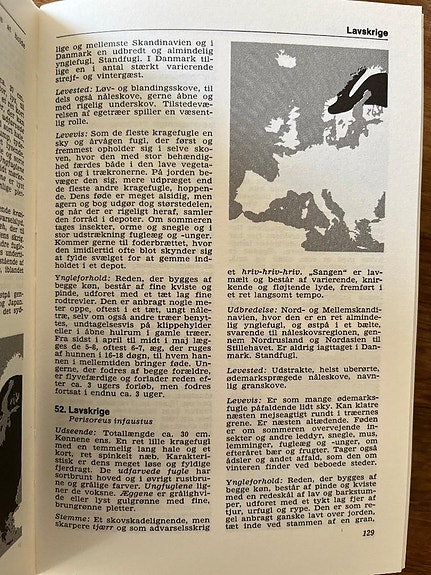 Lavskrige
lige og mellemste Skandinavien og i
Danmark en udbredt og almindelig
ynglefugl, Standfugl. I Danmark til-
lige en i antal stærkt varierende
strejf- og vintergæst.
Levested: Løv- og blandingsskove, til
dels også nåleskove, gerne åbne og
med rigelig underskov. Tilstedevæ-
relsen af egetræer spiller en væsent-
lig rolle.
Levevis: Som de fleste kragefugle en
sky og årvågen fugl, der først og
fremmest opholder sig i selve sko-
ven, hvor den med stor behændig-
hed færdes både i den lave vegeta-
tion og i trækronerne. På jorden be-
væger den sig, mere udpræget end
de fleste andre kragefugle, hoppen-
de. Dens føde er meget alsidig, men
agern og bog udgør dog størstedelen,
og når der er rigeligt heraf, samler
den forråd i depoter. Om sommeren
tages insekter, orme og snegle og i
stor udstrækning fugleæg og -unger.
Kommer gerne til foderbrættet, hvor
den imidlertid ofte blot skynder sig
at fylde svælget for at gemme ind-
holdet i et depot.
Yngleforhold: Reden, der bygges af
begge køn, består af fine kviste og
pinde, udforet med et tæt lag fine
rodtrevler. Den er anbragt nogle me-
ter oppe, oftest i et tæt, ungt nåle-
træ, selv om også andre træer benyt-
tes, undtagelsesvis på klippehylder
eller i åbne hulrum i gamle træer.
Fra sidst i april til midt i maj læg-
ges de 5-8, oftest 6-7, æg, der ruges
af hunnen i 16-18 døgn, til hvem han-
nen i mellemtiden bringer føde. Un-
gerne, der fodres af begge forældre,
er flyvefærdige og forlader reden ef-
ter ca. 3 ugers forløb, men fodres
fortsat i endnu ca. 3 uger.
52. Lavskrige
Perisoreus infaustus
Udseende: Totallængde ca. 30 cm.
Kønnene ens. En ret lille kragefugl
med en temmelig lang hale og et
kort, ret spinkelt næb. Karakteri-
stisk er dens meget løse og fyldige
fjerdragt. De udfarvede fugle har
sortbrunt hoved og i øvrigt rustbru-
ne og grålige farver. Ungfuglene lig-
ner de voksne. Æggene er grålighvi-
de eller lyst gulgrønne med fine,
brungrønne pletter.
Stemme: Et skovskadelignende, men
skarpere tjærr og som advarselsskrig
et hriv-hriv-hriv. „Sangen“ er lav-
mælt og består af varierende, knir-
kende og fløjtende lyde, fremført i
et ret langsomt tempo.
Udbredelse: Nord- og Mellemskandi-
navien, hvor den er en ret alminde-
lig ynglefugl, og østpå i et bælte,
svarende til nåleskovsregionen, gen-
nem Nordrusland og Nordasien til
Stillehavet. Er aldrig iagttaget i Dan-
mark. Standfugl.
Levested: Udstrakte, helst uberørte,
ødemarksprægede nåleskove, navn-
lig granskove.
Levevis: Er som mange ødemarks-
fugle påfaldende lidt sky. Kan klatre
næsten mejseagtigt rundt i træernes
grene. Er næsten altædende. Føden
er om sommeren overvejende in-
sekter og andre leddyr, snegle, mus,
lemminger, fugleæg og -unger, om
efteråret bær og frugter. Tager også
ådsler og andet affald, som den om
vinteren finder ved beboede steder.
Yngleforhold: Reden, der bygges af
begge køn, består af pinde og kviste
med en redeskål af lav og barkstum-
per, udforet med et tykt lag fjer af
tjur, urfugl og rype. Den er som re-
gel anbragt ganske lavt over jorden,
tæt inde ved stammen af en gran,
129